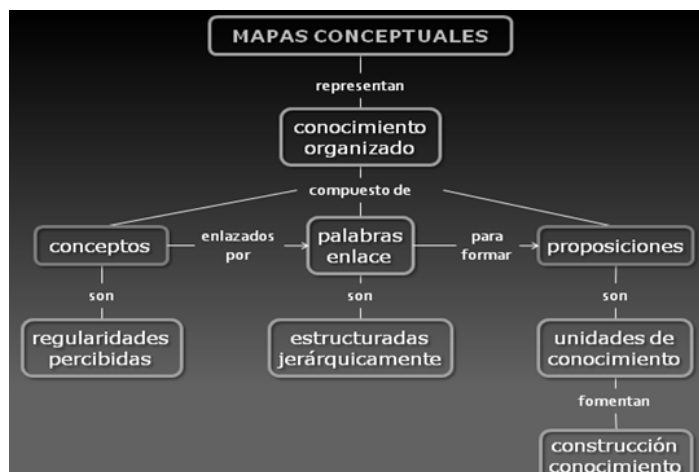 MAPAS CONCEPTUALES
representan
conocimiento
organizado
compuesto de
conceptos
enlazados
por
palabras
enlace
para
formar
proposiciones
son
son
son
regularidades
percibidas
estructuradas
jerárquicamente
unidades de
conocimiento
fomentan
construcción
conocimiento